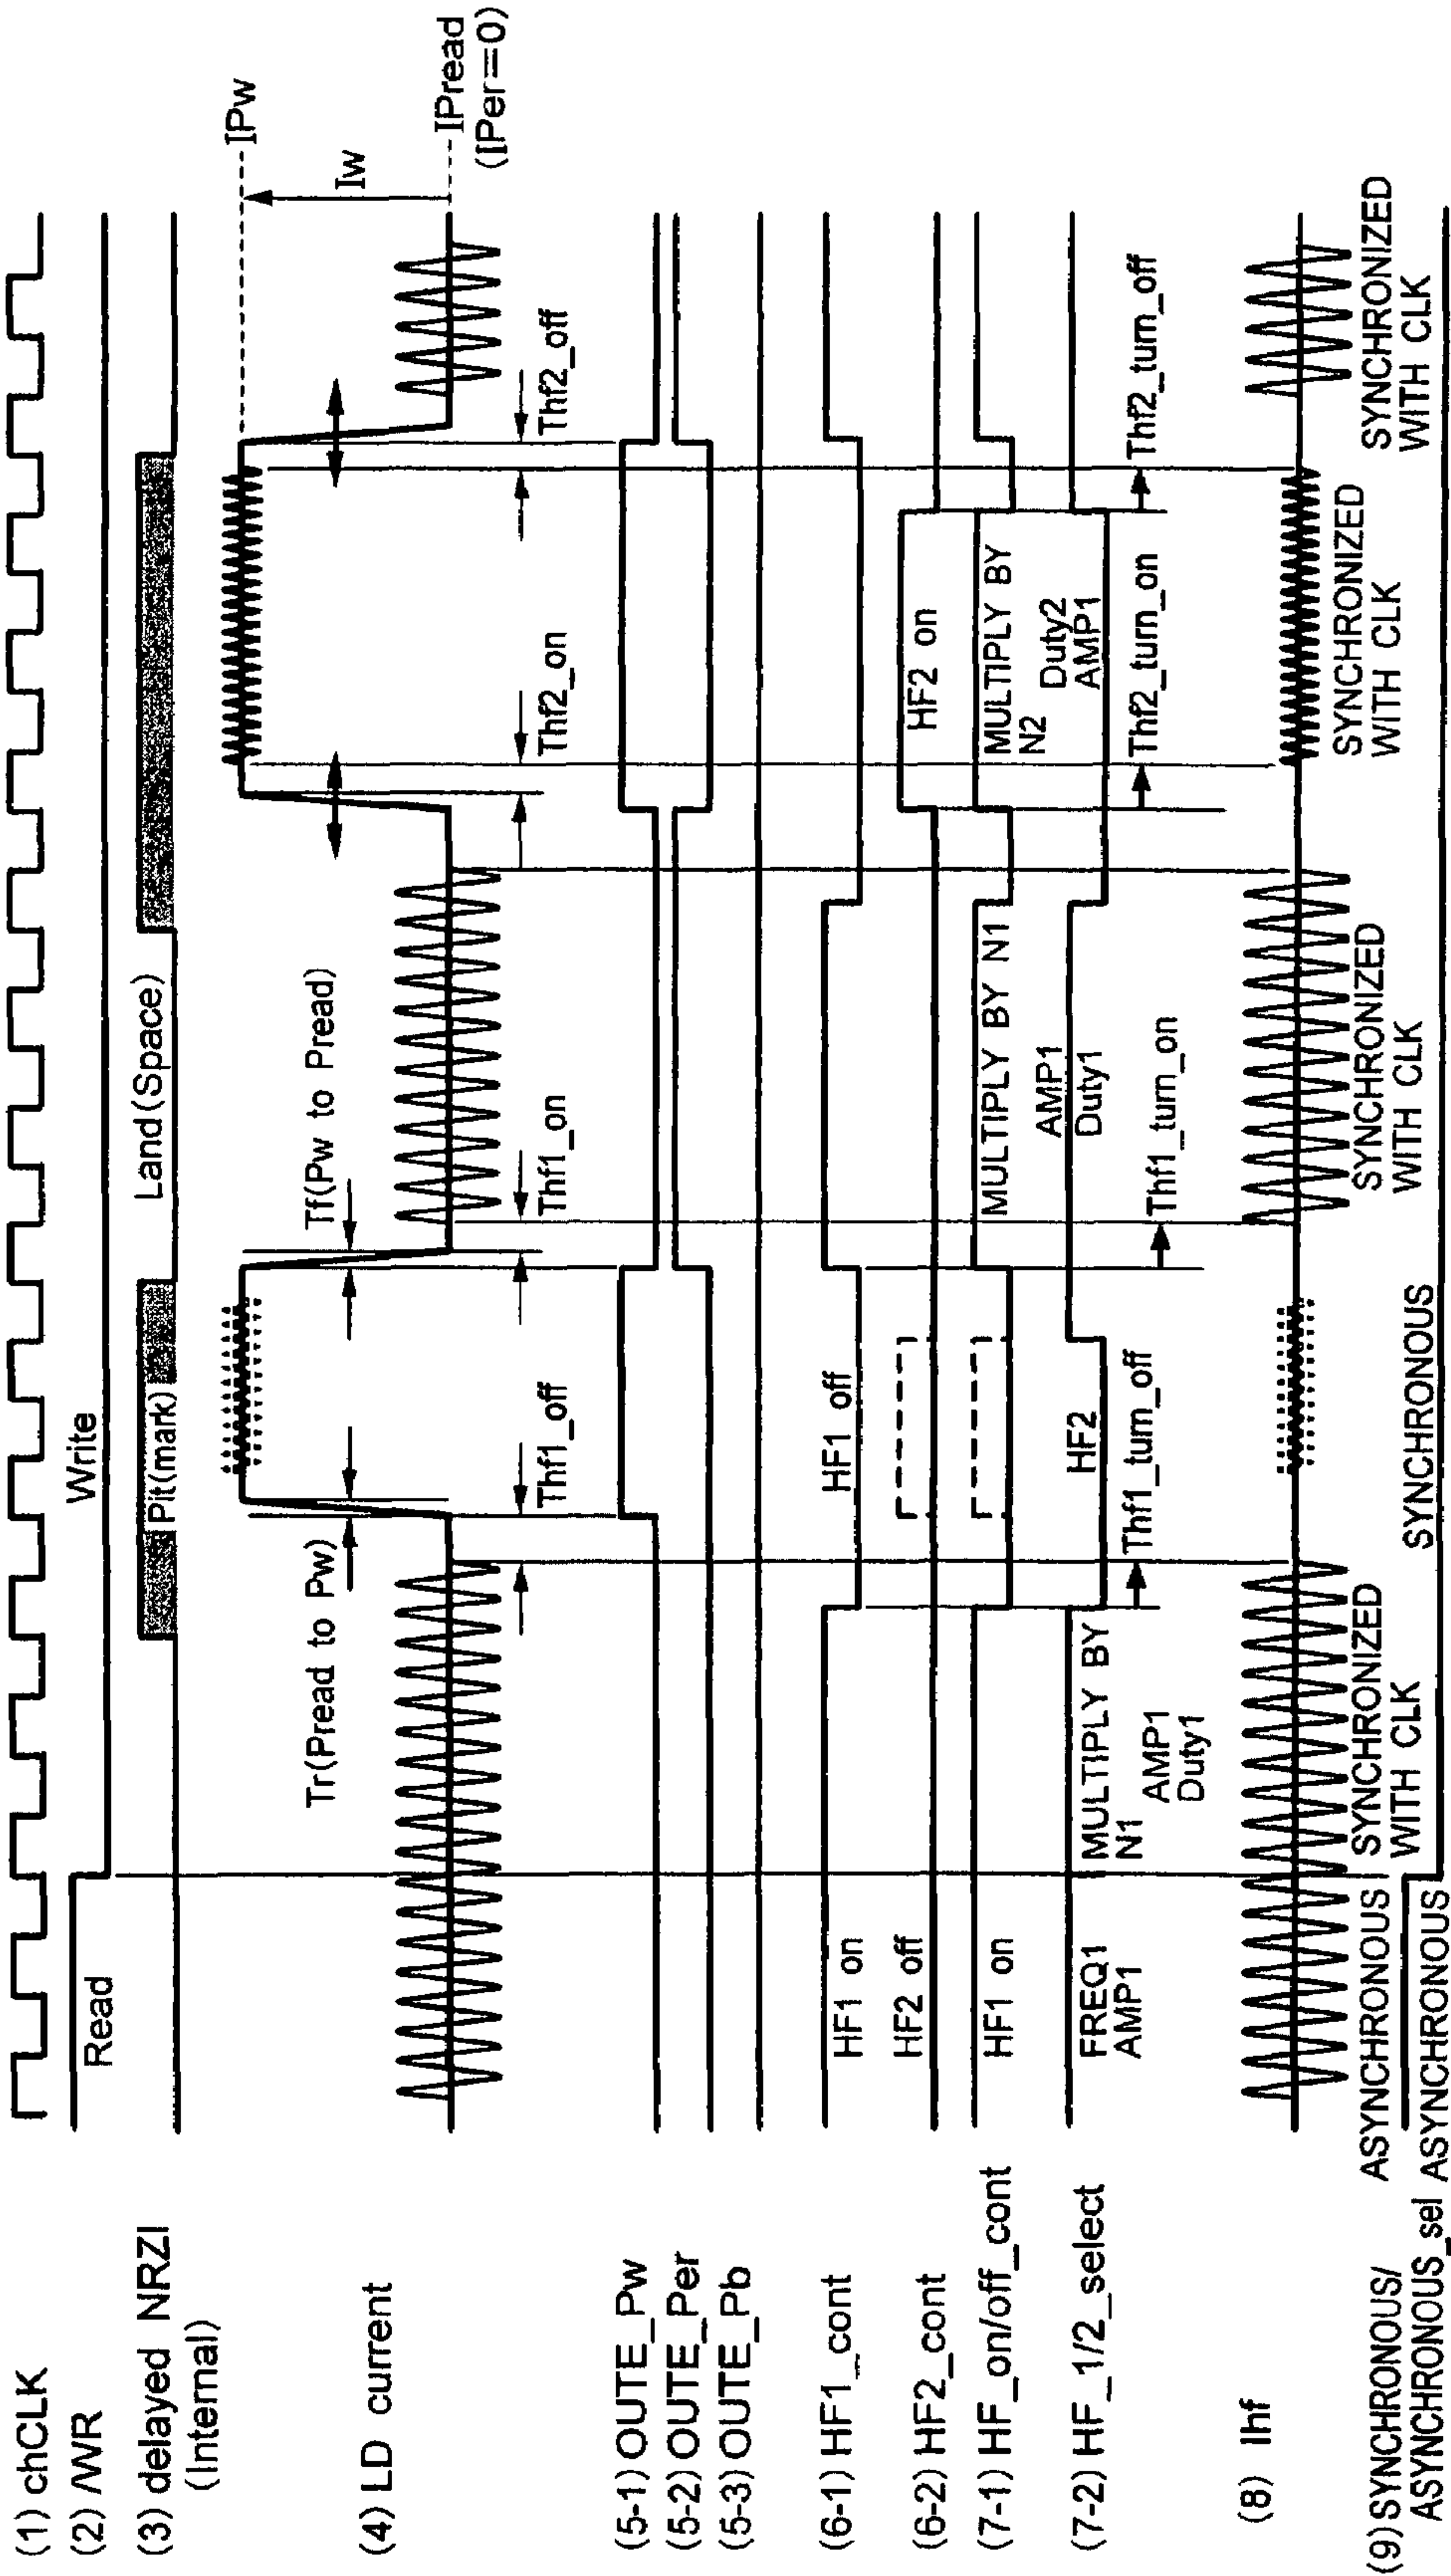 (1) chCLK
(2) /WR
Read
Write
(3) delayed NRZI
(Internal)
Pit(mark)
Land(Space)
(4) LD current
Tr(Pread to Pw)
Tf(Pw to Pread)
IPw
Iw
IPread
(IPer=0)
Thf1_off
Thf1_on
Thf2_on
Thf2_off
(5-1) OUTE_Pw
(5-2) OUTE_Per
(5-3) OUTE_Pb
(6-1) HF1_cont
HF1 on
HF1 off
(6-2) HF2_cont
HF2 off
HF2 on
(7-1) HF_on/off_cont
HF1 on
MULTIPLY BY N1
MULTIPLY BY
N2
(7-2) HF_1/2_select
FREQ1
AMP1
MULTIPLY BY
N1
AMP1
Duty1
HF2
AMP1
Duty1
Duty2
AMP1
Thf1_turn_off
Thf1_turn_on
Thf2_turn_on
Thf2_turn_off
(8) Ihf
ASYNCHRONOUS
SYNCHRONIZED
WITH CLK
SYNCHRONIZED
WITH CLK
SYNCHRONIZED
WITH CLK
SYNCHRONIZED
WITH CLK
(9) SYNCHRONOUS/
ASYNCHRONOUS_sel
ASYNCHRONOUS
SYNCHRONOUS